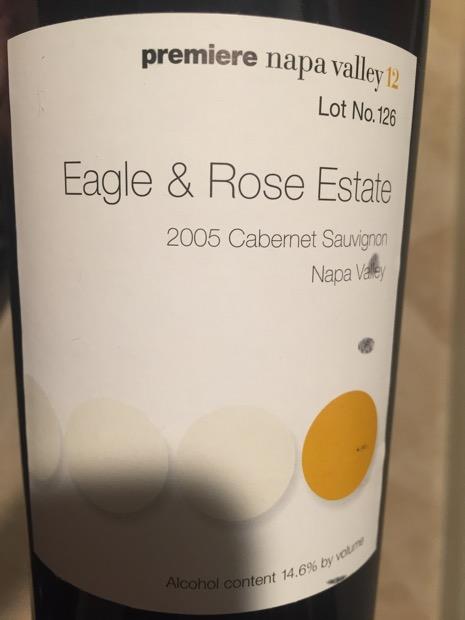 premiere napa valley 12
Lot No. 126
Eagle & Rose Estate
2005 Cabernet Sauvignon
Napa Valley
Alcohol content 14.6% by volume